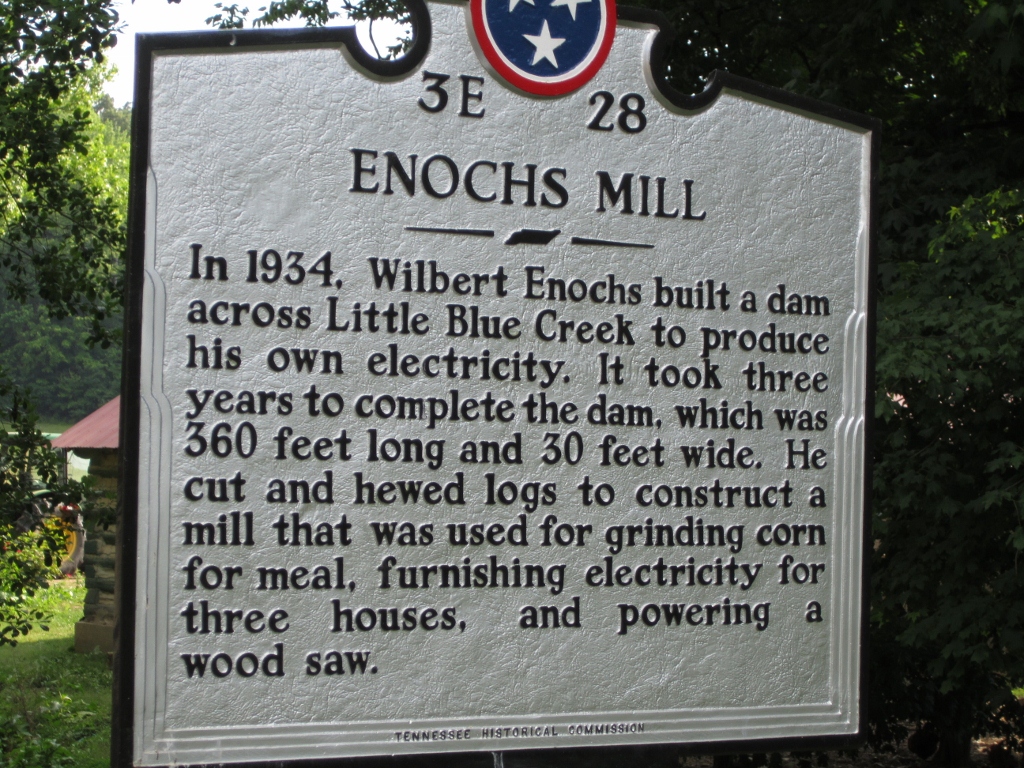 3E 28
ENOCHS MILL
In 1934, Wilbert Enochs built a dam
across Little Blue Creek to produce
his own electricity. It took three
years to complete the dam, which was
360 feet long and 30 feet wide. He
cut and hewed logs to construct a
mill that was used for grinding corn
for meal, furnishing electricity for
three houses, and powering a
wood saw.
TENNESSEE HISTORICAL COMMISSION